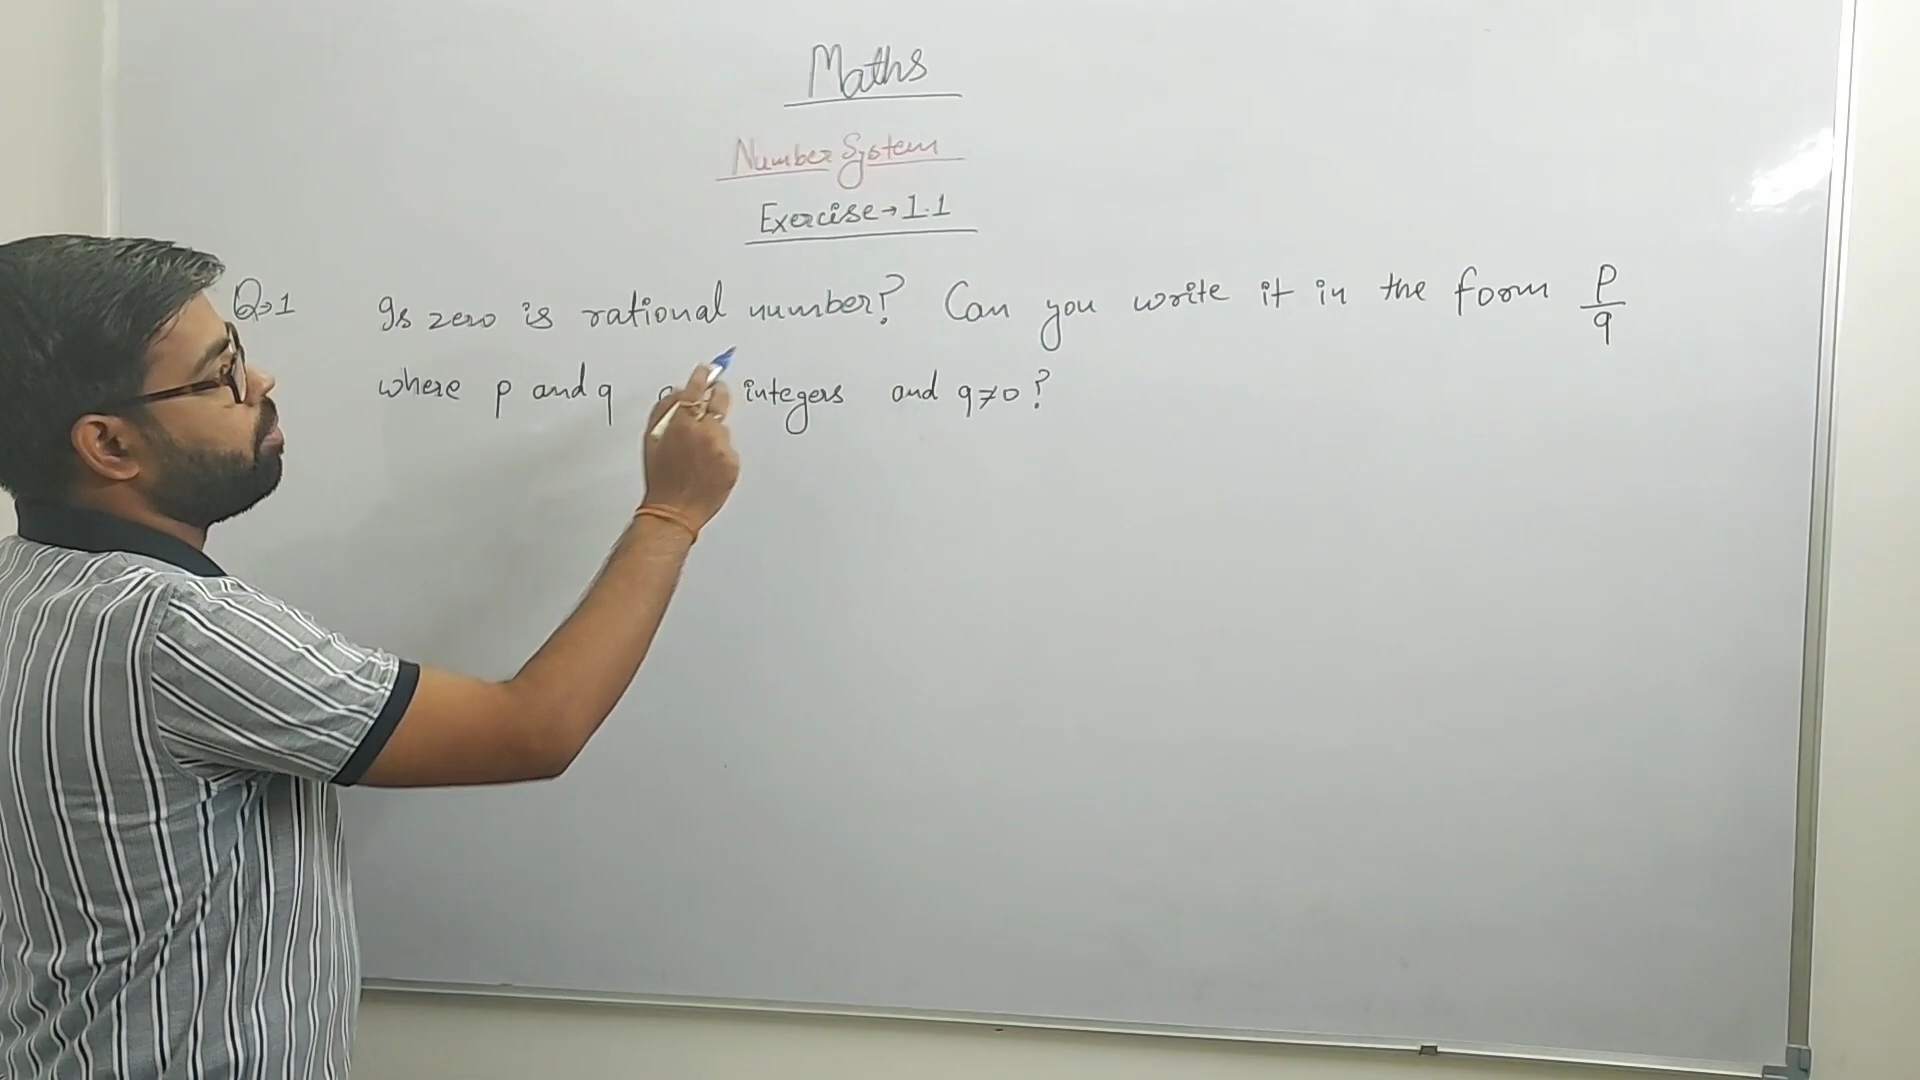 Maths
Number System
Exercise→1.1
Q→1 Is zero is rational number? Can you write it in the form p/q
where p and q integers and q≠0?